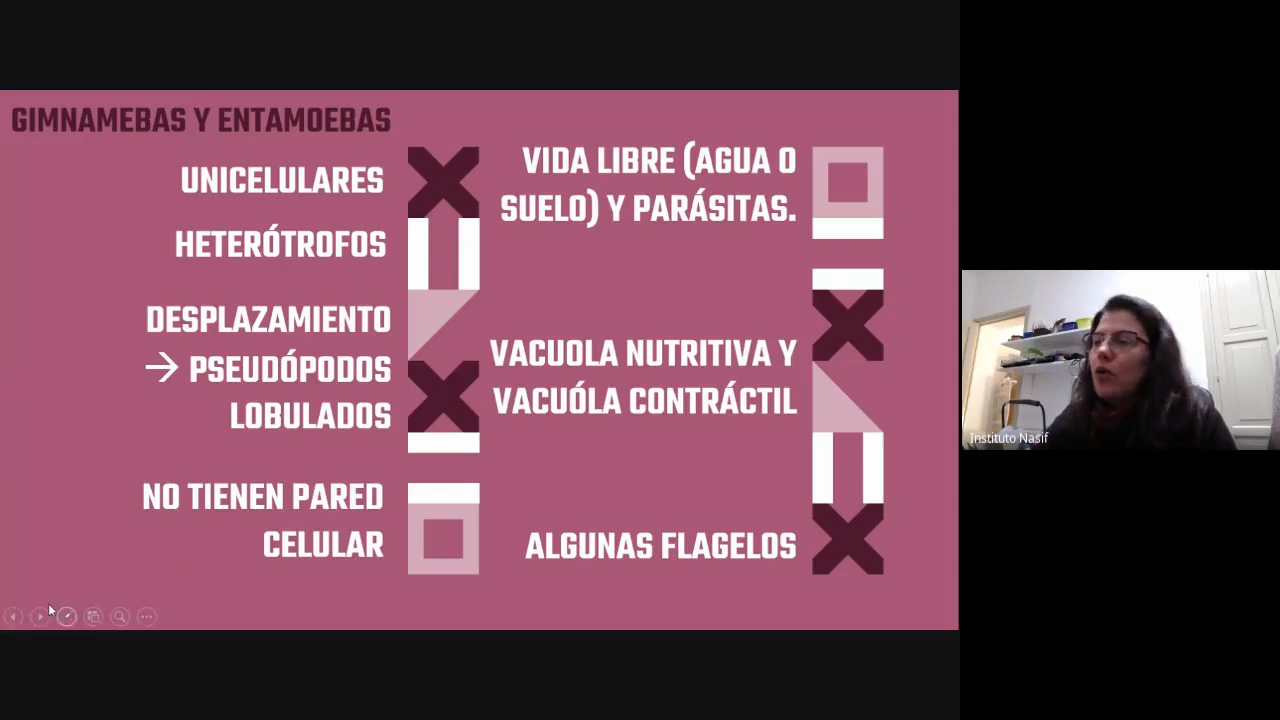 GIMNAMEBAS Y ENTAMOEBAS
UNICELULARES
HETERÓTROFOS
DESPLAZAMIENTO
→ PSEUDÓPODOS
LOBULADOS
NO TIENEN PARED
CELULAR
VIDA LIBRE (AGUA O
SUELO) Y PARÁSITAS.
VACUOLA NUTRITIVA Y
VACUÓLA CONTRÁCTIL
ALGUNAS FLAGELOS
Instituto Nasif